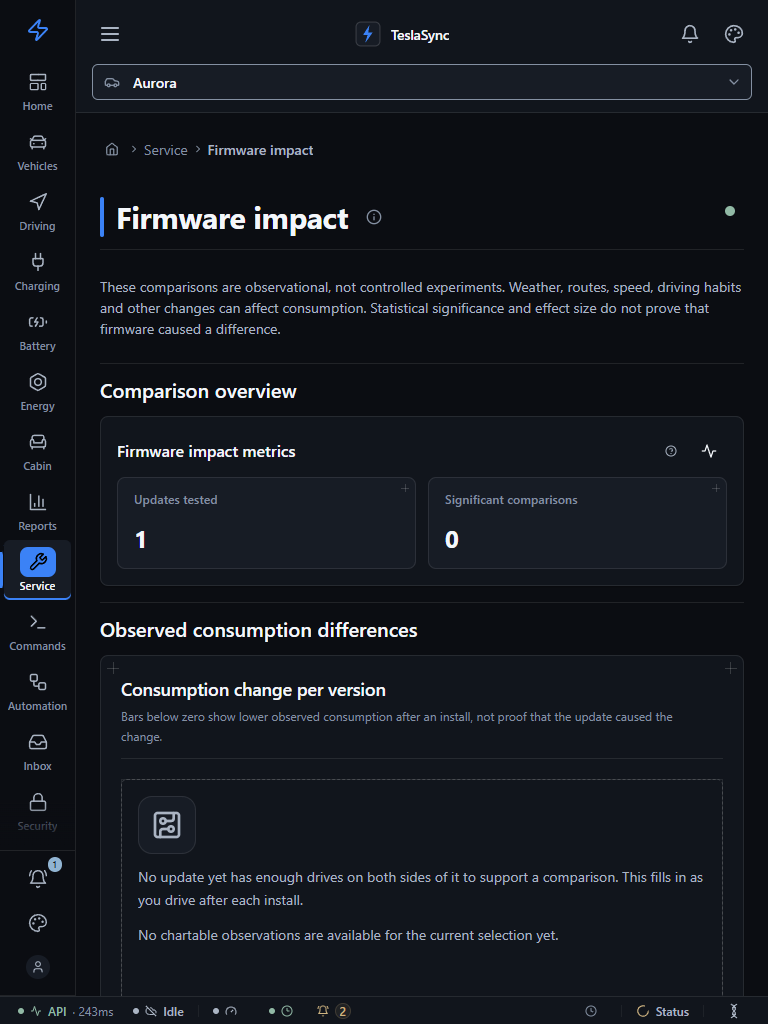 TeslaSync
Aurora
Home
Vehicles
Driving
Charging
Battery
Energy
Cabin
Reports
Service
Commands
Automation
Inbox
Security
1
Service
Firmware impact
Firmware impact
These comparisons are observational, not controlled experiments. Weather, routes, speed, driving habits
and other changes can affect consumption. Statistical significance and effect size do not prove that
firmware caused a difference.
Comparison overview
Firmware impact metrics
Updates tested
1
Significant comparisons
0
Observed consumption differences
Consumption change per version
Bars below zero show lower observed consumption after an install, not proof that the update caused the
change.
No update yet has enough drives on both sides of it to support a comparison. This fills in as
you drive after each install.
No chartable observations are available for the current selection yet.
API · 243ms
Idle
2
Status